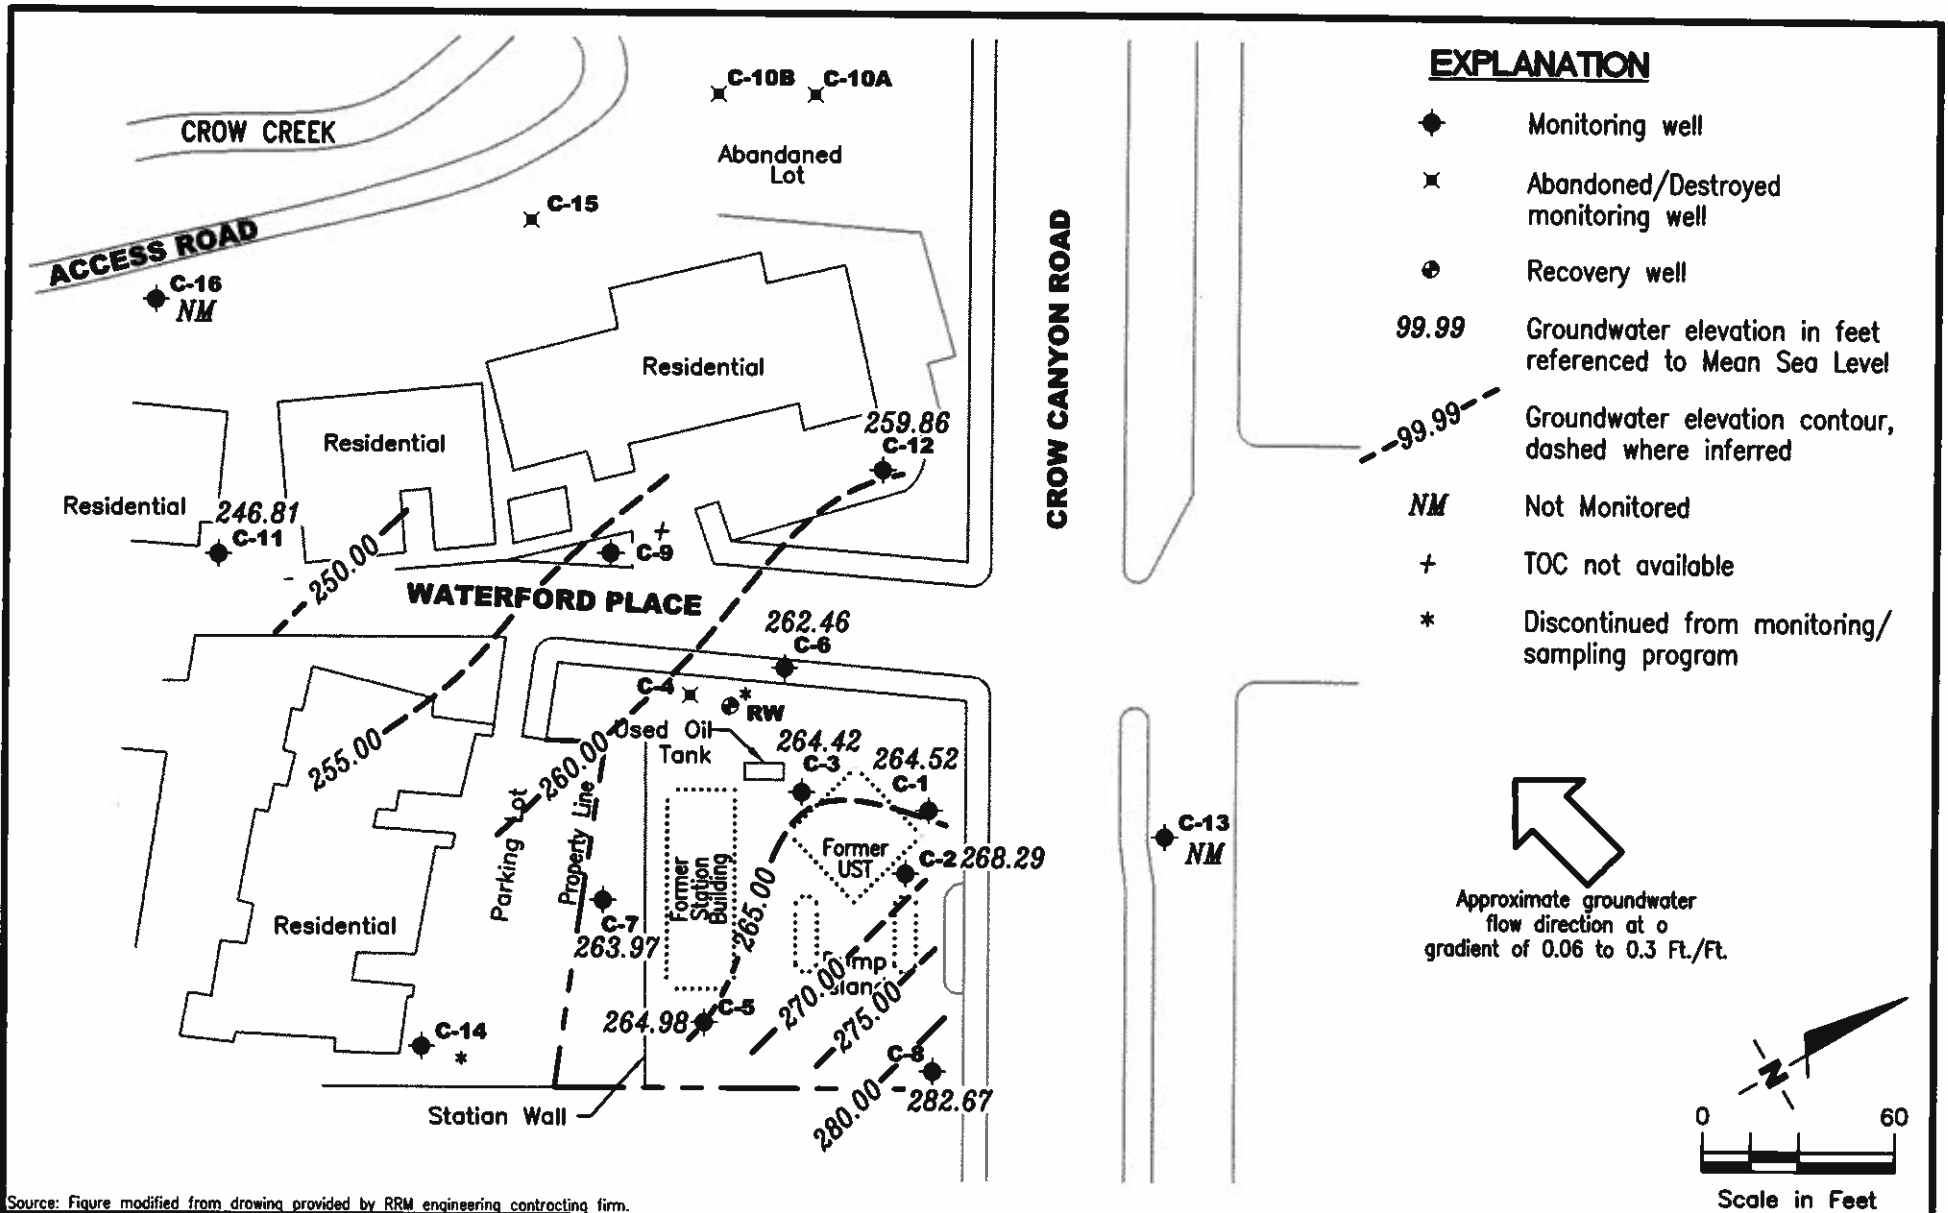 EXPLANATION
Monitoring well
Abandoned/Destroyed
monitoring well
Recovery well
99.99
Groundwater elevation in feet
referenced to Mean Sea Level
99.99
Groundwater elevation contour,
dashed where inferred
NM
Not Monitored
+
TOC not available
*
Discontinued from monitoring/
sampling program
C-10B
C-10A
CROW CREEK
Abandaned
Lot
C-15
ACCESS ROAD
C-16
NM
CROW CANYON ROAD
Residential
259.86
C-12
Residential
Residential
246.81
C-11
250.00
+
C-9
WATERFORD PLACE
262.46
C-6
C-4
*
RW
Used Oil
Tank
255.00
260.00
264.42
C-3
264.52
C-1
Parking Lot
Property Line
Former
Station
Building
Former
UST
C-2
268.29
C-13
NM
Residential
C-7
263.97
265.00
270.00
275.00
C-5
264.98
C-14
*
C-8
282.67
280.00
Station Wall
Approximate groundwater
flow direction at a
gradient of 0.06 to 0.3 Ft./Ft.
N
0
60
Scale in Feet
Source: Figure modified from drawing provided by RRM engineering contracting firm.